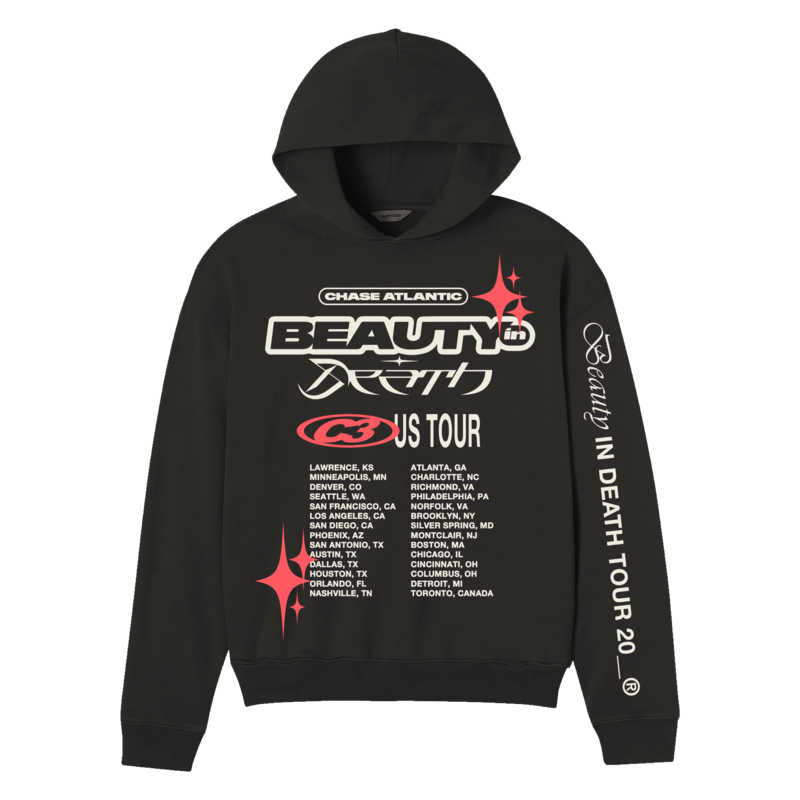 CHASE ATLANTIC
BEAUTY in
Death
C3 US TOUR
LAWRENCE, KS
MINNEAPOLIS, MN
DENVER, CO
SEATTLE, WA
SAN FRANCISCO, CA
LOS ANGELES, CA
SAN DIEGO, CA
PHOENIX, AZ
SAN ANTONIO, TX
AUSTIN, TX
DALLAS, TX
HOUSTON, TX
ORLANDO, FL
NASHVILLE, TN
ATLANTA, GA
CHARLOTTE, NC
RICHMOND, VA
PHILADELPHIA, PA
NORFOLK, VA
BROOKLYN, NY
SILVER SPRING, MD
MONTCLAIR, NJ
BOSTON, MA
CHICAGO, IL
CINCINNATI, OH
COLUMBUS, OH
DETROIT, MI
TORONTO, CANADA
Beauty IN DEATH TOUR 20__®